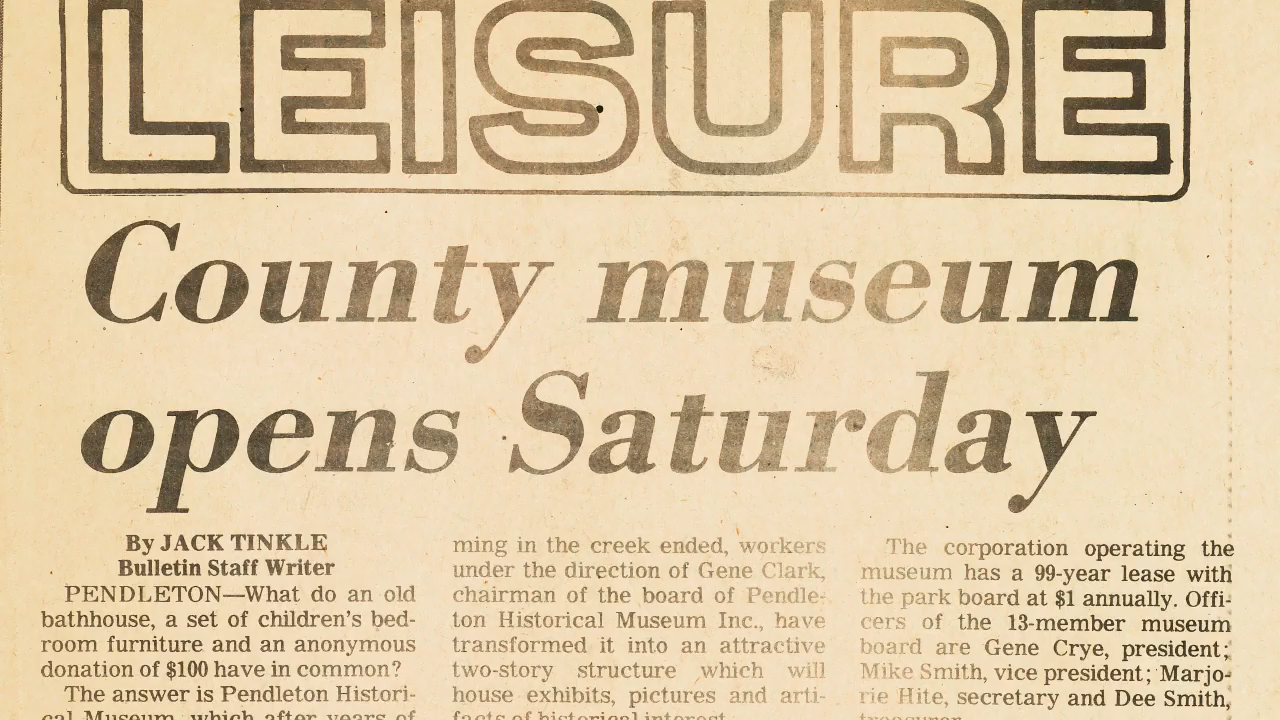 LEISURE
County museum
opens Saturday
By JACK TINKLE
Bulletin Staff Writer
PENDLETON—What do an old
bathhouse, a set of children's bed-
room furniture and an anonymous
donation of $100 have in common?
The answer is Pendleton Histori-
cal Museum, which after years of
ming in the creek ended, workers
under the direction of Gene Clark,
chairman of the board of Pendle-
ton Historical Museum Inc., have
transformed it into an attractive
two-story structure which will
house exhibits, pictures and arti-
facts of historical interest.
The corporation operating the
museum has a 99-year lease with
the park board at $1 annually. Offi-
cers of the 13-member museum
board are Gene Crye, president;
Mike Smith, vice president; Marjo-
rie Hite, secretary and Dee Smith,
treasurer.